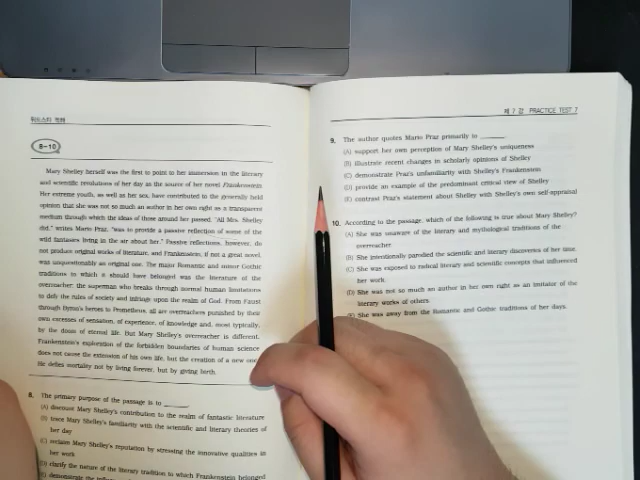 8-10
Mary Shelley herself was the first to point to her immersion in the literary
and scientific revolutions of her day as the source of her novel Frankenstein.
Her extreme youth, as well as her sex, have contributed to the generally held
opinion that she was not so much an author in her own right as a transparent
medium through which the ideas of those around her passed. "All Mrs. Shelley
did," writes Mario Praz, "was to provide a passive reflection of some of the
wild fantasies living in the air about her." Passive reflections, however, do
not produce original works of literature, and Frankenstein, if not a great novel,
was unquestionably an original one. The major Romantic and minor Gothic
traditions to which it should have belonged was the literature of the
overreacher: the superman who breaks through normal human limitations
to defy the rules of society and infringe upon the realm of God. From Faust
through Byron's heroes to Prometheus, all are overreachers punished by their
own excesses of sensation, of experience, of knowledge and, most typically,
by the doom of eternal life. But Mary Shelley's overreacher is different.
Frankenstein's exploration of the forbidden boundaries of human science
does not cause the extension of his own life, but the creation of a new one.
He defies mortality not by living forever, but by giving birth.
8. The primary purpose of the passage is to
(A) discount Mary Shelley's contribution to the realm of fantastic literature
(B) trace Mary Shelley's familiarity with the scientific and literary theories of
her day
(C) reclaim Mary Shelley's reputation by stressing the innovative qualities in
her work
(D) clarify the nature of the literary tradition to which Frankenstein belonged
demonstrate the
제 7 장 PRACTICE TEST 7
9. The author quotes Mario Praz primarily to
(A) support her own perception of Mary Shelley's uniqueness
(B) illustrate recent changes in scholarly opinions of Shelley
(C) demonstrate Praz's unfamiliarity with Shelley's Frankenstein
(D) provide an example of the predominant critical view of Shelley
(E) contrast Praz's statement about Shelley with Shelley's own self-appraisal
10. According to the passage, which of the following is true about Mary Shelley?
(A) She was unaware of the literary and mythological traditions of the
overreacher.
(B) She intentionally parodied the scientific and literary discoveries of her time.
(C) She was exposed to radical literary and scientific concepts that influenced
her work.
(D) She was not so much an author in her own right as an imitator of the
literary works of others.
She was away from the Romantic and Gothic traditions of her days.